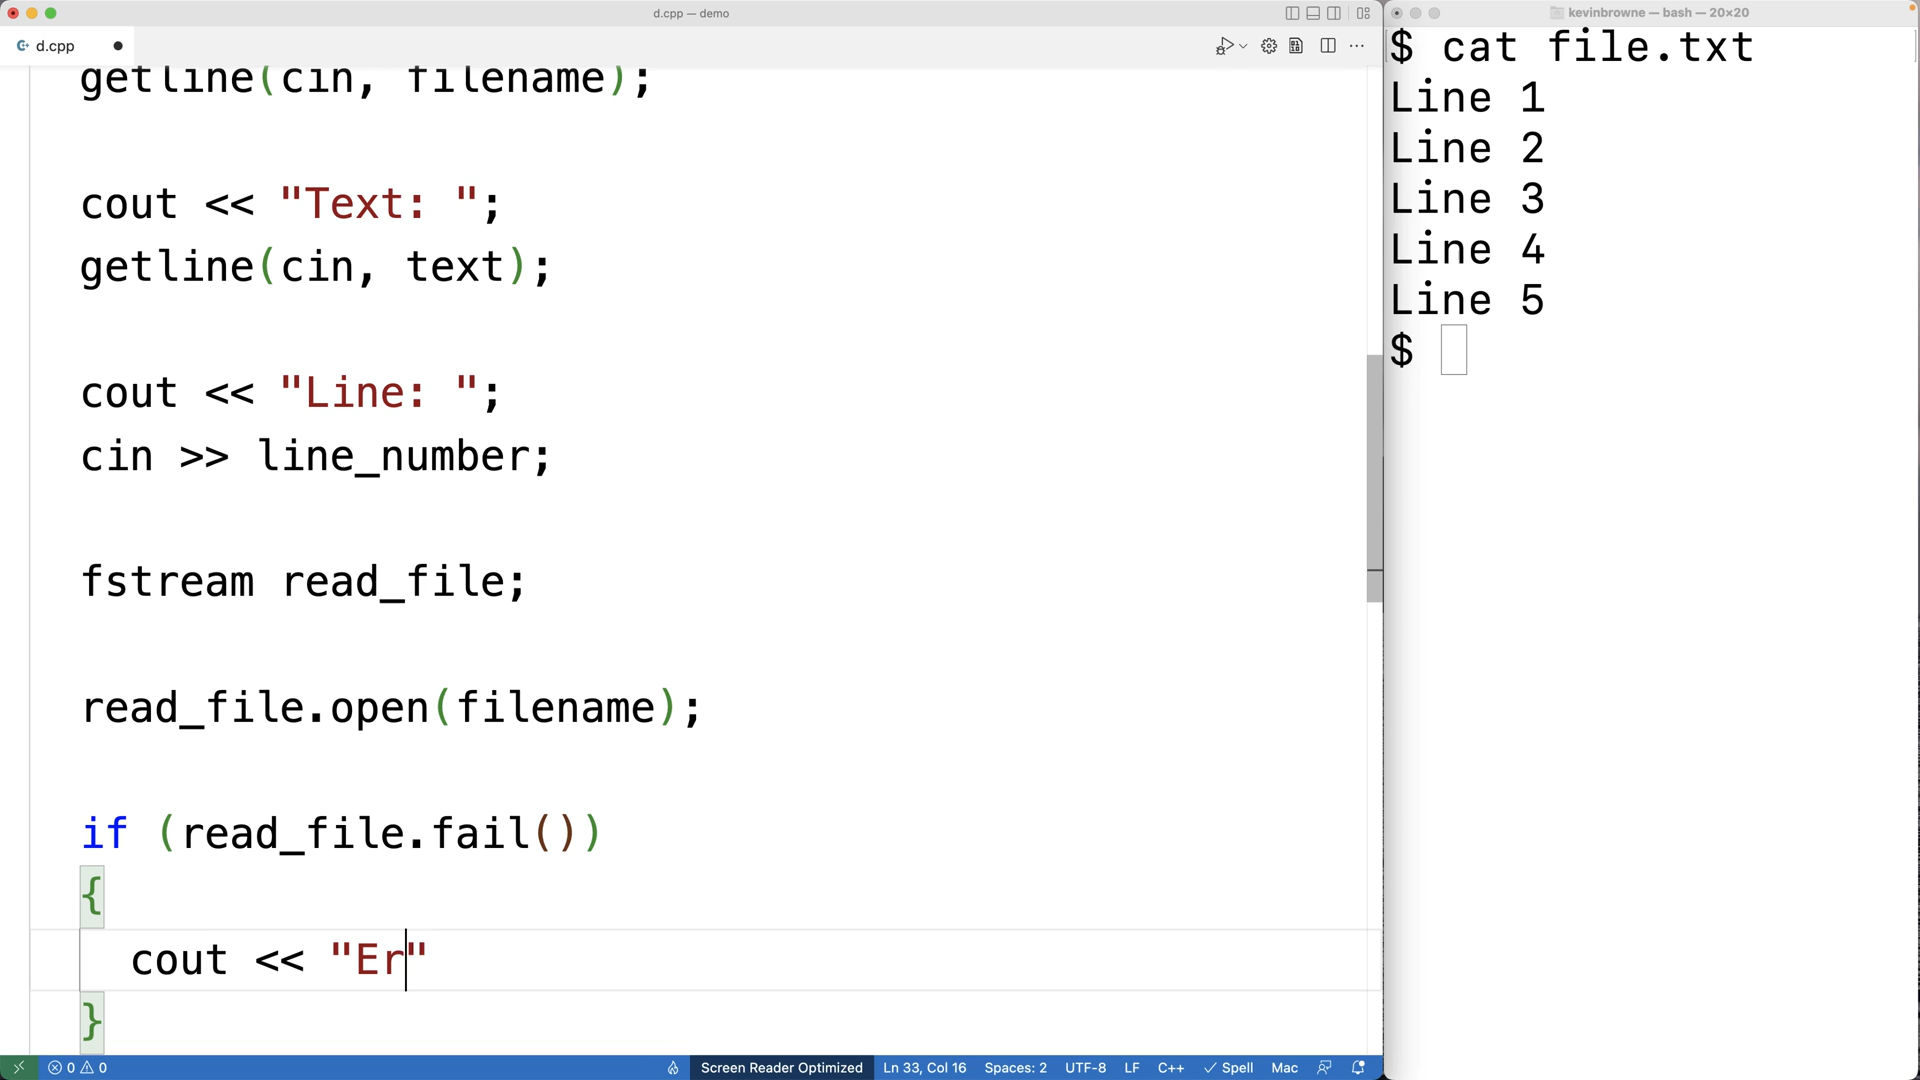 d.cpp — demo
d.cpp
getline(cin, filename);
cout << "Text: ";
getline(cin, text);
cout << "Line: ";
cin >> line_number;
fstream read_file;
read_file.open(filename);
if (read_file.fail())
{
cout << "Er"
}
0 0
Screen Reader Optimized
Ln 33, Col 16
Spaces: 2
UTF-8
LF
C++
Spell
Mac
kevinbrowne — bash — 20×20
$ cat file.txt
Line 1
Line 2
Line 3
Line 4
Line 5
$